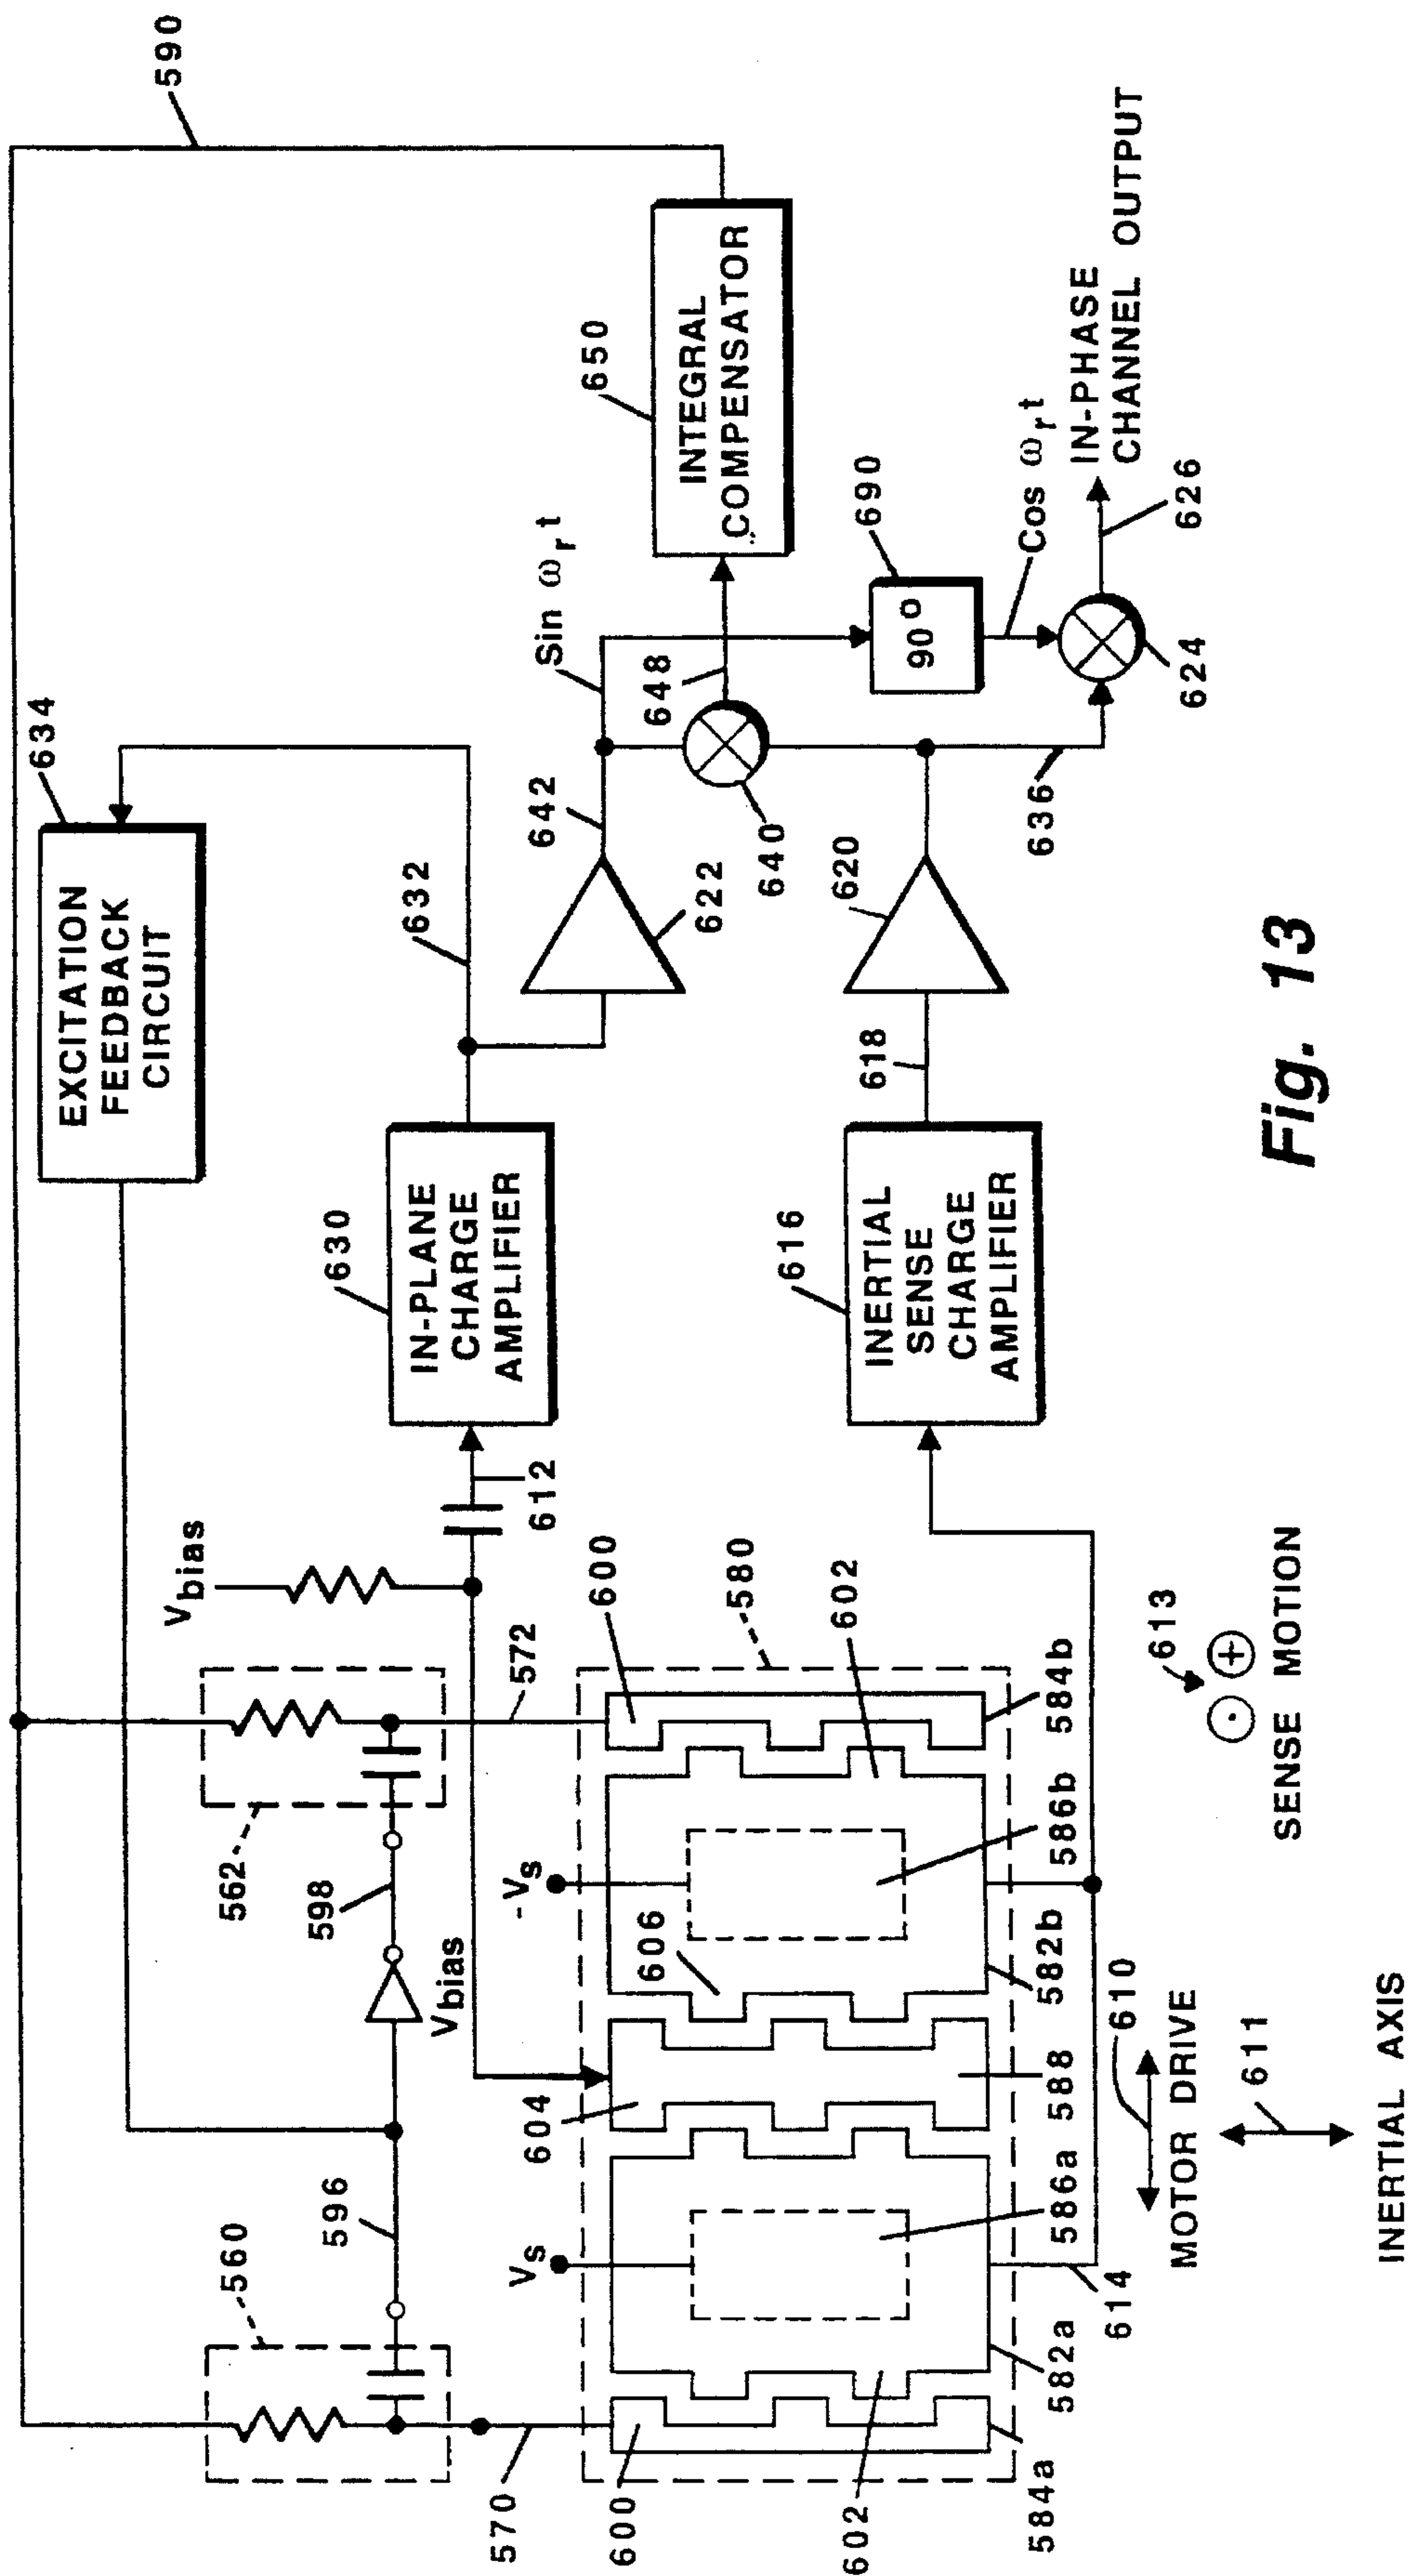 590
634
EXCITATION
FEEDBACK
CIRCUIT
632
650
INTEGRAL
COMPENSATOR
Sin ωrt
642
648
622
640
690
90°
Cos ωrt
IN-PHASE
CHANNEL OUTPUT
626
624
636
620
618
630
IN-PLANE
CHARGE
AMPLIFIER
616
INERTIAL
SENSE
CHARGE
AMPLIFIER
612
Vbias
562
572
598
Vbias
596
560
570
600
580
602
584b
-Vs
586b
606
582b
604
588
Vs
586a
582a
614
600
602
584a
610
MOTOR DRIVE
611
INERTIAL AXIS
613
SENSE MOTION
Fig. 13